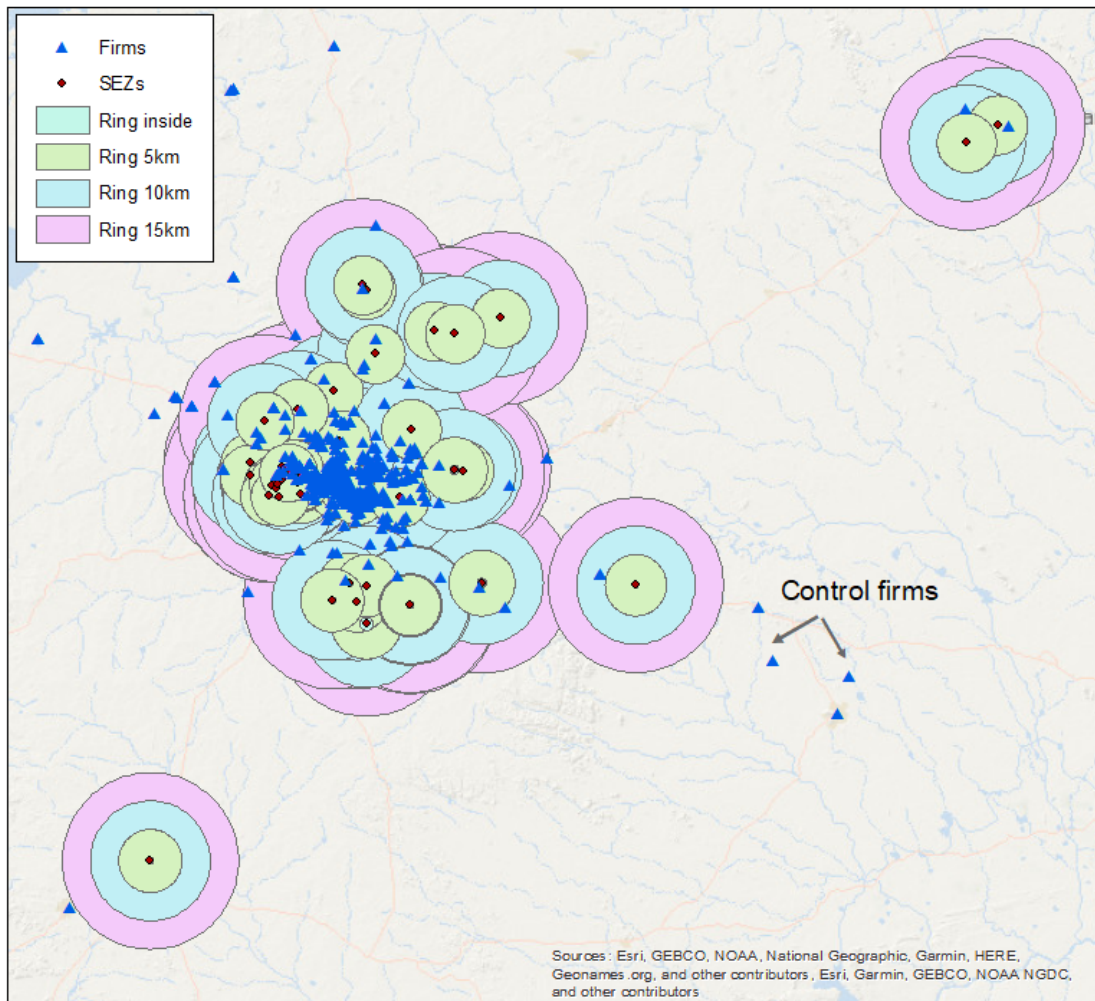 Firms
SEZs
Ring inside
Ring 5km
Ring 10km
Ring 15km
Control firms
Sources: Esri, GEBCO, NOAA, National Geographic, Garmin, HERE,
Geonames.org, and other contributors, Esri, Garmin, GEBCO, NOAA NGDC,
and other contributors